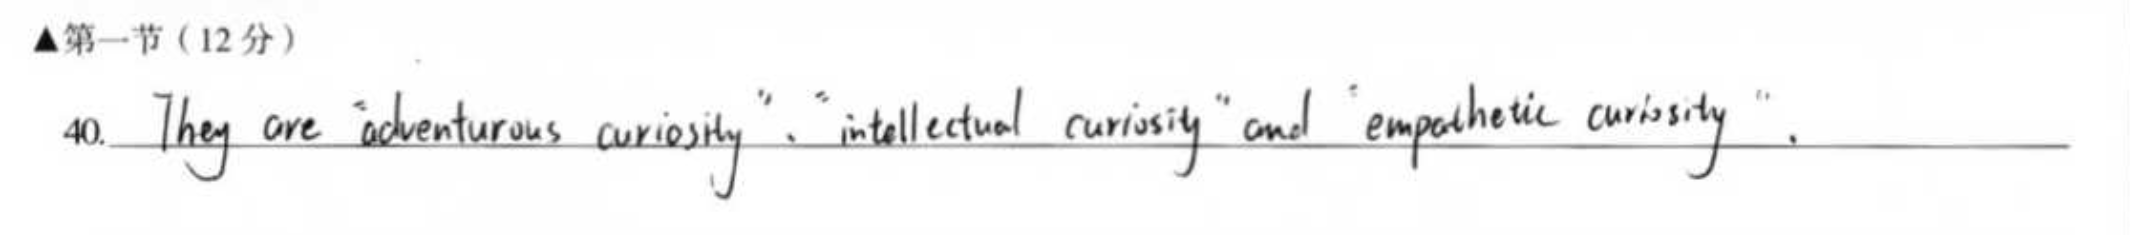 ▲第一节（12分）
40. They are "adventurous curiosity"、"intellectual curiosity" and "empathetic curiosity".